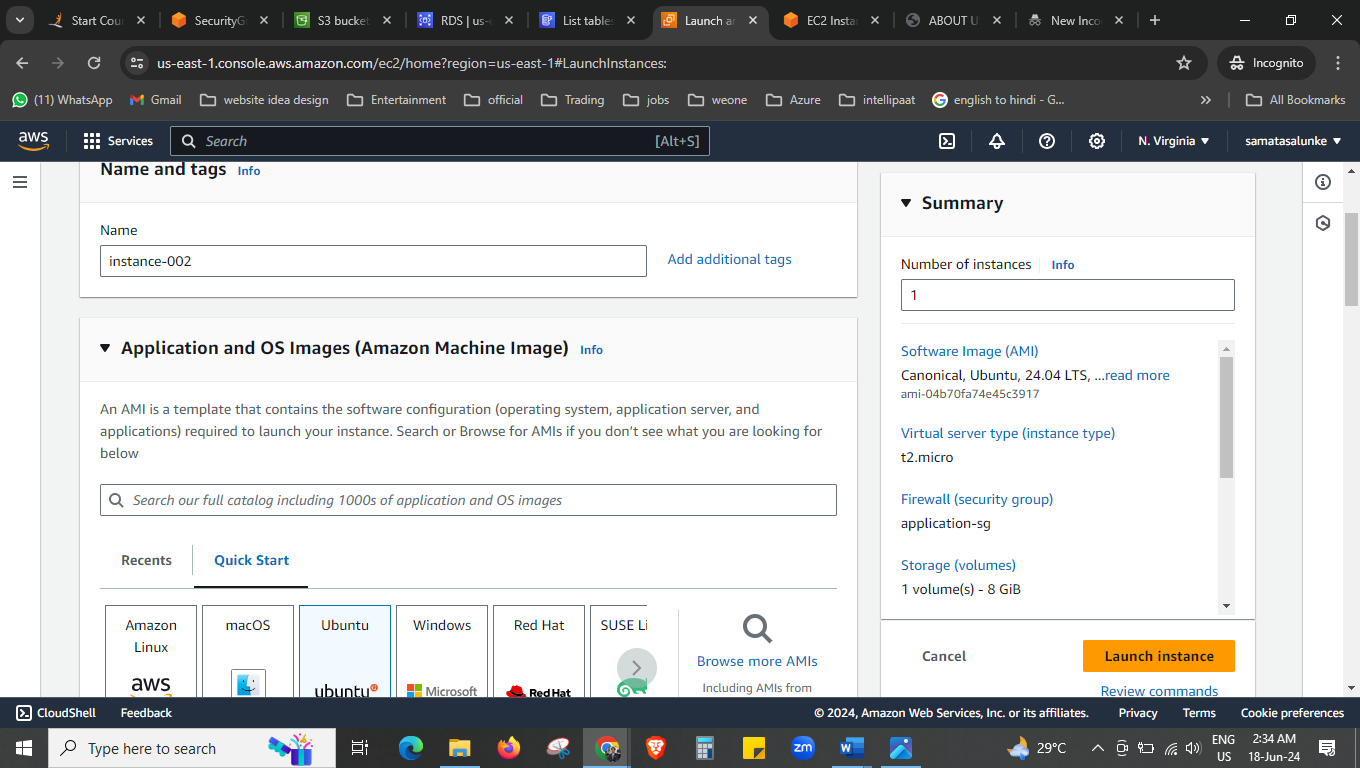 Start Cour
SecurityGr
S3 bucket
RDS | us-e
List tables
Launch an
EC2 Insta
ABOUT U
New Inco
us-east-1.console.aws.amazon.com/ec2/home?region=us-east-1#LaunchInstances:
Incognito
(11) WhatsApp
Gmail
website idea design
Entertainment
official
Trading
jobs
weone
Azure
intellipaat
english to hindi - G...
All Bookmarks
aws
Services
Search
[Alt+S]
N. Virginia
samatasalunke
Name and tags Info
Name
instance-002
Add additional tags
Application and OS Images (Amazon Machine Image) Info
An AMI is a template that contains the software configuration (operating system, application server, and
applications) required to launch your instance. Search or Browse for AMIs if you don't see what you are looking for
below
Search our full catalog including 1000s of application and OS images
Recents
Quick Start
Amazon
Linux
aws
macOS
Ubuntu
ubuntu
Windows
Microsoft
Red Hat
Red Hat
SUSE Li
Browse more AMIs
Including AMIs from
Summary
Number of instances Info
1
Software Image (AMI)
Canonical, Ubuntu, 24.04 LTS, ...read more
ami-04b70fa74e45c3917
Virtual server type (instance type)
t2.micro
Firewall (security group)
application-sg
Storage (volumes)
1 volume(s) - 8 GiB
Cancel
Launch instance
Review commands
CloudShell
Feedback
© 2024, Amazon Web Services, Inc. or its affiliates.
Privacy
Terms
Cookie preferences
Type here to search
zm
29°C
ENG
US
2:34 AM
18-Jun-24